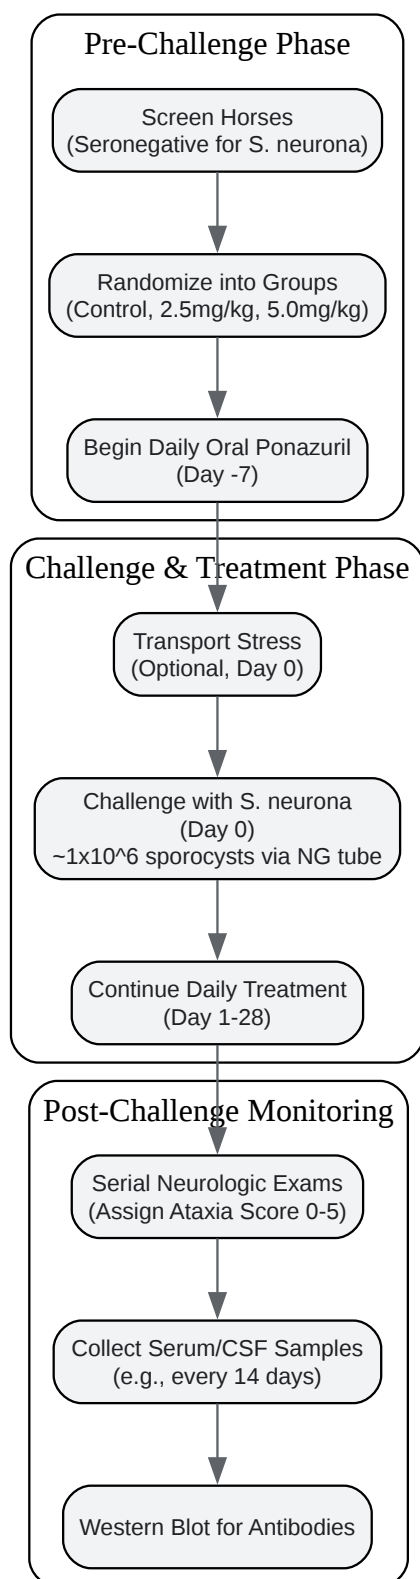 Pre-Challenge Phase
Screen Horses
(Seronegative for S. neurona)
Randomize into Groups
(Control, 2.5mg/kg, 5.0mg/kg)
Begin Daily Oral Ponazuril
(Day -7)
Challenge & Treatment Phase
Transport Stress
(Optional, Day 0)
Challenge with S. neurona
(Day 0)
~1x10^6 sporocysts via NG tube
Continue Daily Treatment
(Day 1-28)
Post-Challenge Monitoring
Serial Neurologic Exams
(Assign Ataxia Score 0-5)
Collect Serum/CSF Samples
(e.g., every 14 days)
Western Blot for Antibodies